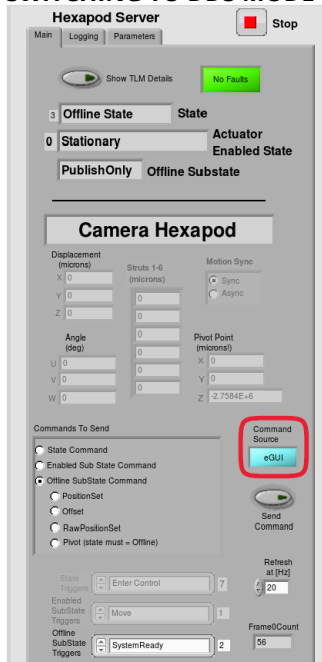 SWITCHING TO DDS MODE
Hexapod Server
Stop
Main Logging Parameters
Show TLM Details
No Faults
3 Offline State State
0 Stationary Actuator
Enabled State
PublishOnly Offline Substate
Camera Hexapod
Displacement
(microns)
Struts 1-6
(microns)
Motion Sync
X 0
Sync
Y 0
0
Async
Z 0
0
0
Angle
(deg)
0
Pivot Point
(microns!)
U 0
0
X 0
V 0
0
Y 0
W 0
Z -2.7584E+6
Commands To Send
Command
Source
State Command
eGUI
Enabled Sub State Command
Offline SubState Command
PositionSet
Offset
Send
Command
RawPositionSet
Pivot (state must = Offline)
Refresh
at [Hz]
State
Triggers
Enter Control 7
20
Enabled
SubState
Triggers
Move 1
Offline
SubState
Triggers
SystemReady 2
Frame0Count
56